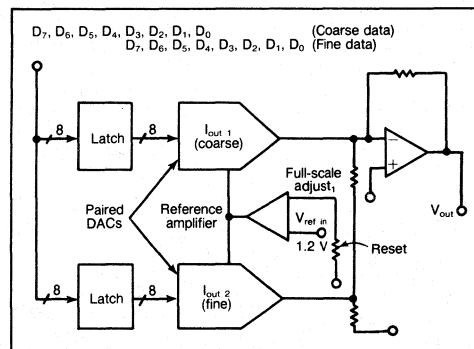 D7, D6, D5, D4, D3, D2, D1, D0 (Coarse data)
D7, D6, D5, D4, D3, D2, D1, D0 (Fine data)
8
Latch
8
Iout 1
(coarse)
Full-scale
adjust1
Paired
DACs
Reference
amplifier
Vref in
1.2 V
Reset
−
+
Vout
8
Latch
8
Iout 2
(fine)